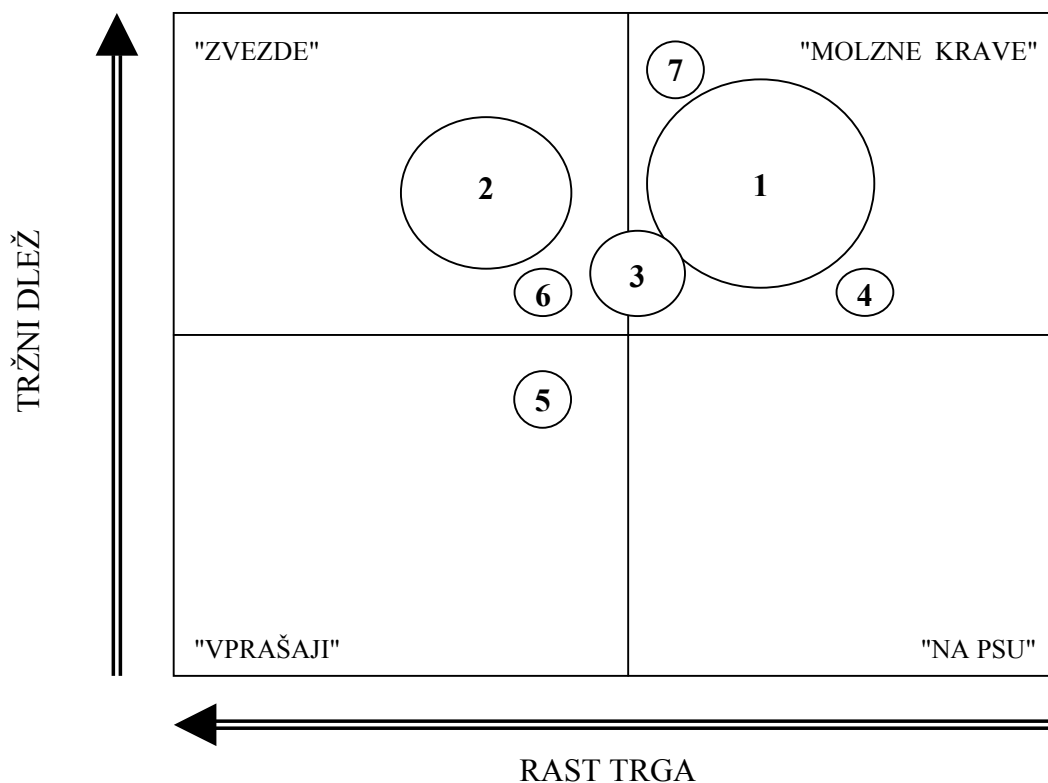 "ZVEZDE"
"MOLZNE KRAVE"
7
2
1
3
6
4
TRŽNI DLEŽ
5
"VPRAŠAJI"
"NA PSU"
RAST TRGA